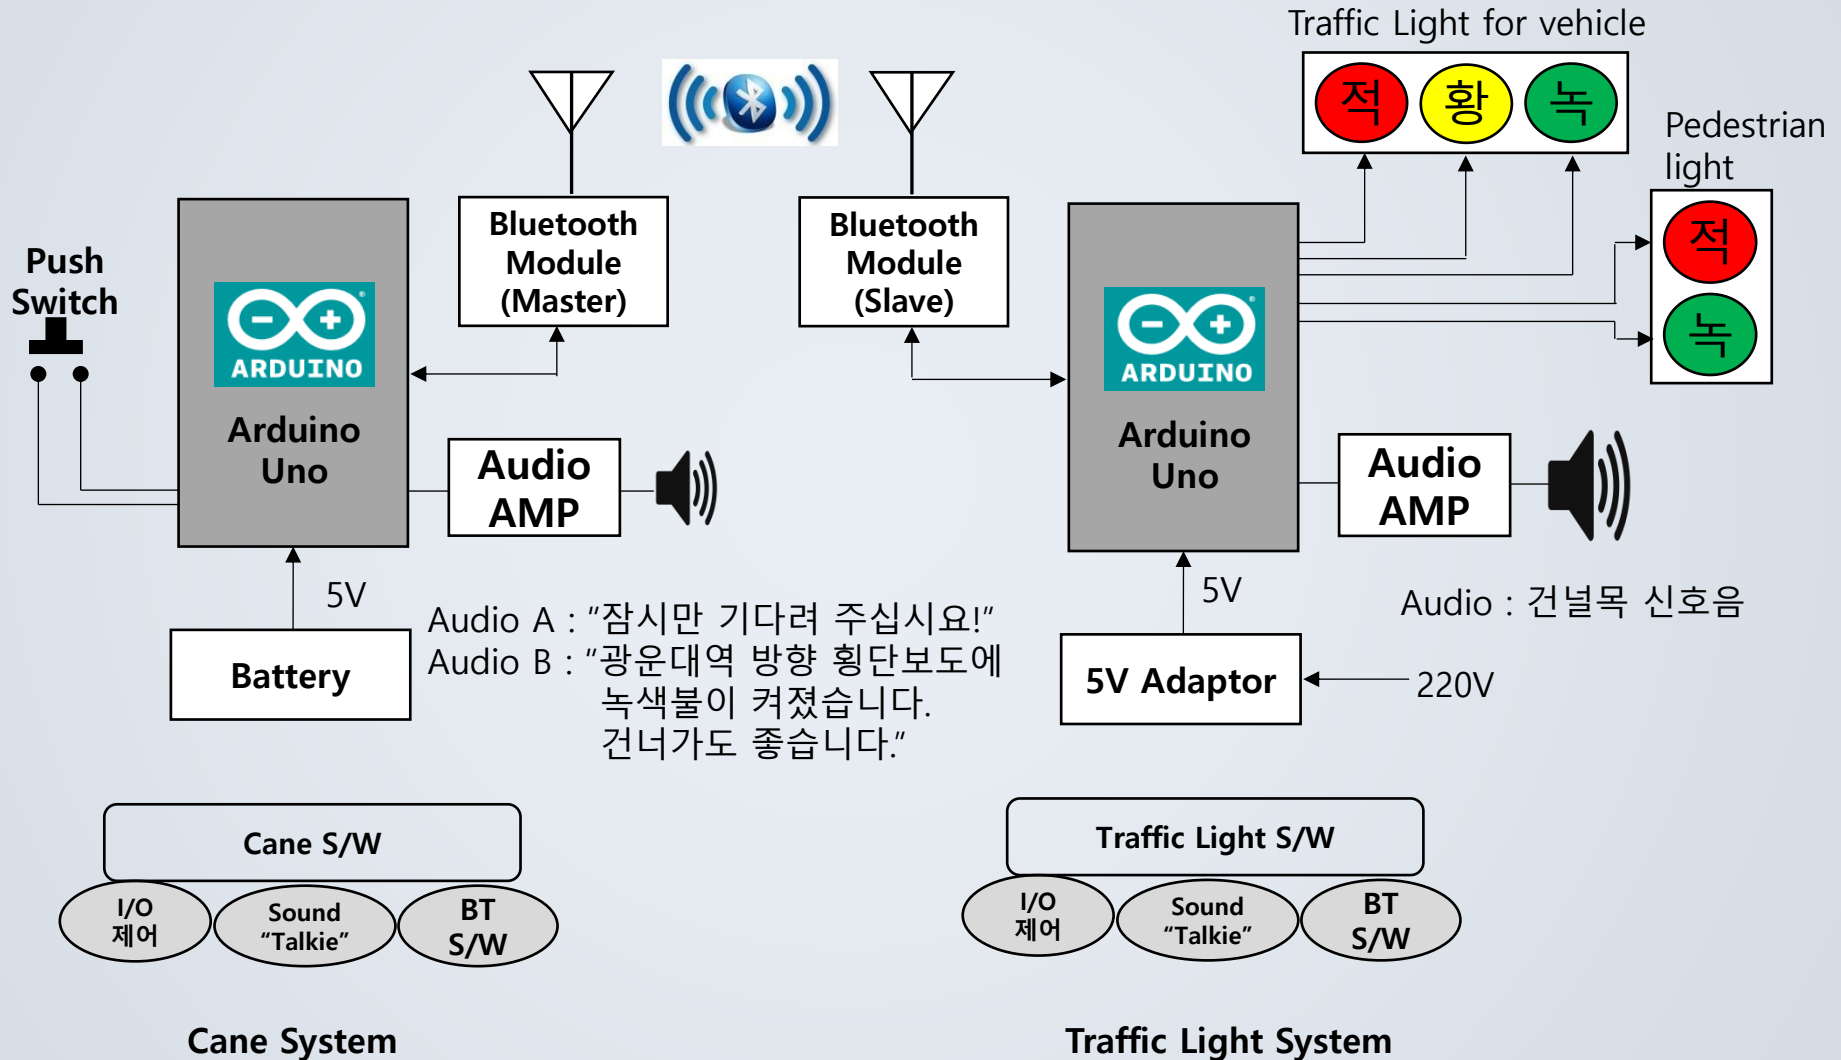 Traffic Light for vehicle
적 황 녹
Pedestrian
light
적
녹
Push
Switch
ARDUINO
Arduino
Uno
Bluetooth
Module
(Master)
Audio
AMP
5V
Battery
Audio A : "잠시만 기다려 주십시요!"
Audio B : "광운대역 방향 횡단보도에
녹색불이 켜졌습니다.
건너가도 좋습니다."
Bluetooth
Module
(Slave)
ARDUINO
Arduino
Uno
Audio
AMP
5V
Audio : 건널목 신호음
5V Adaptor
220V
Cane S/W
I/O
제어
Sound
“Talkie”
BT
S/W
Cane System
Traffic Light S/W
I/O
제어
Sound
“Talkie”
BT
S/W
Traffic Light System